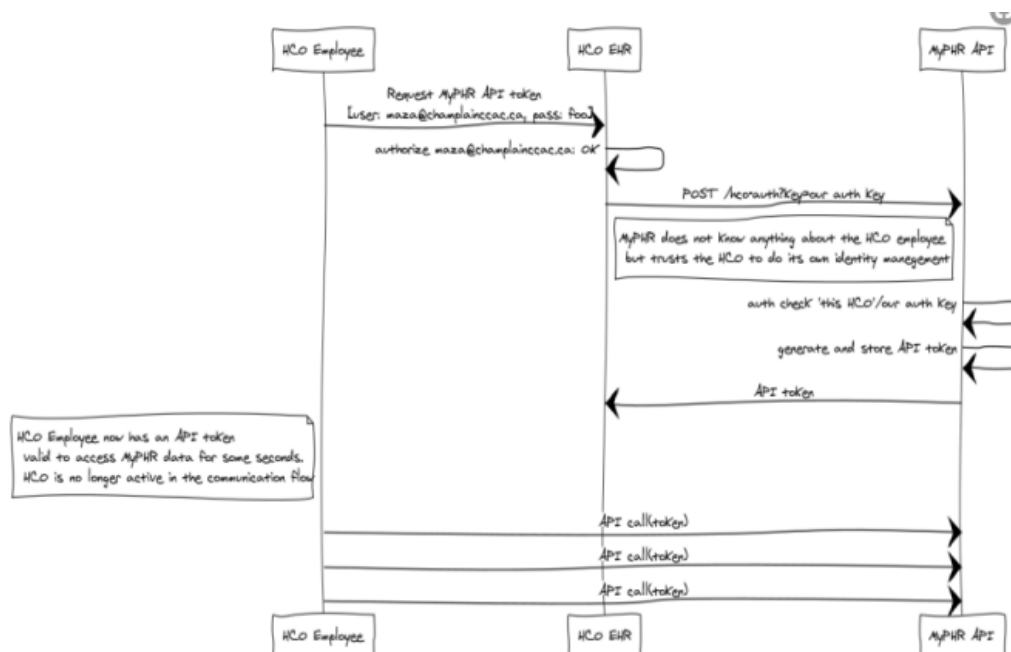 HCO Employee
HCO EHR
MyPHR API
Request MyPHR API token
[user: maza@champlainccac.ca, pass: foo]
authorize maza@champlainccac.ca: OK
POST /hco-auth?key=our auth key
MyPHR does not know anything about the HCO employee
but trusts the HCO to do its own identity manegement
auth check 'this HCO'/our auth key
generate and store API token
API token
HCO Employee now has an API token
valid to access MyPHR data for some seconds.
HCO is no longer active in the communication flow
API call(token)
API call(token)
API call(token)
HCO Employee
HCO EHR
MyPHR API